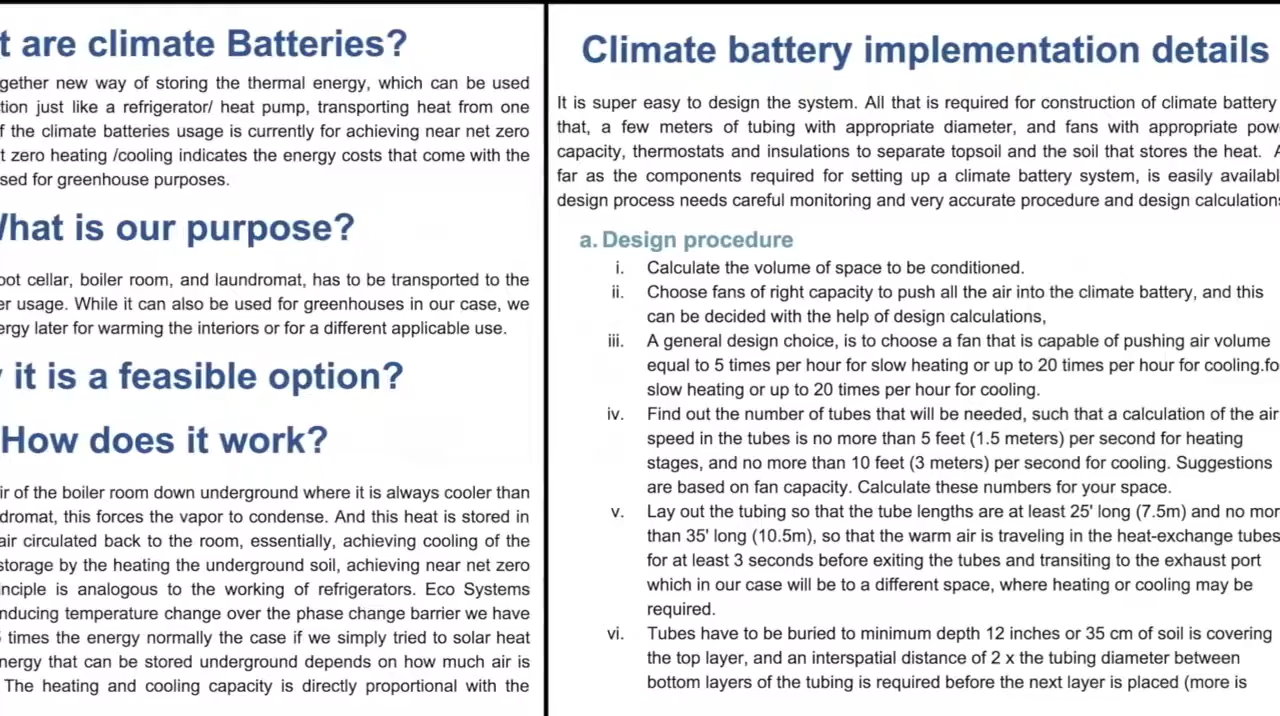 t are climate Batteries?
gether new way of storing the thermal energy, which can be used
tion just like a refrigerator/ heat pump, transporting heat from one
f the climate batteries usage is currently for achieving near net zero
t zero heating /cooling indicates the energy costs that come with the
sed for greenhouse purposes.
hat is our purpose?
oot cellar, boiler room, and laundromat, has to be transported to the
er usage. While it can also be used for greenhouses in our case, we
ergy later for warming the interiors or for a different applicable use.
it is a feasible option?
How does it work?
ir of the boiler room down underground where it is always cooler than
dromat, this forces the vapor to condense. And this heat is stored in
air circulated back to the room, essentially, achieving cooling of the
storage by the heating the underground soil, achieving near net zero
inciple is analogous to the working of refrigerators. Eco Systems
nducing temperature change over the phase change barrier we have
times the energy normally the case if we simply tried to solar heat
nergy that can be stored underground depends on how much air is
The heating and cooling capacity is directly proportional with the
Climate battery implementation details
It is super easy to design the system. All that is required for construction of climate battery
that, a few meters of tubing with appropriate diameter, and fans with appropriate pow
capacity, thermostats and insulations to separate topsoil and the soil that stores the heat. A
far as the components required for setting up a climate battery system, is easily availabl
design process needs careful monitoring and very accurate procedure and design calculations
a. Design procedure
i. Calculate the volume of space to be conditioned.
ii. Choose fans of right capacity to push all the air into the climate battery, and this
can be decided with the help of design calculations,
iii. A general design choice, is to choose a fan that is capable of pushing air volume
equal to 5 times per hour for slow heating or up to 20 times per hour for cooling.fo
slow heating or up to 20 times per hour for cooling.
iv. Find out the number of tubes that will be needed, such that a calculation of the air
speed in the tubes is no more than 5 feet (1.5 meters) per second for heating
stages, and no more than 10 feet (3 meters) per second for cooling. Suggestions
are based on fan capacity. Calculate these numbers for your space.
v. Lay out the tubing so that the tube lengths are at least 25' long (7.5m) and no mor
than 35' long (10.5m), so that the warm air is traveling in the heat-exchange tubes
for at least 3 seconds before exiting the tubes and transiting to the exhaust port
which in our case will be to a different space, where heating or cooling may be
required.
vi. Tubes have to be buried to minimum depth 12 inches or 35 cm of soil is covering
the top layer, and an interspatial distance of 2 x the tubing diameter between
bottom layers of the tubing is required before the next layer is placed (more is